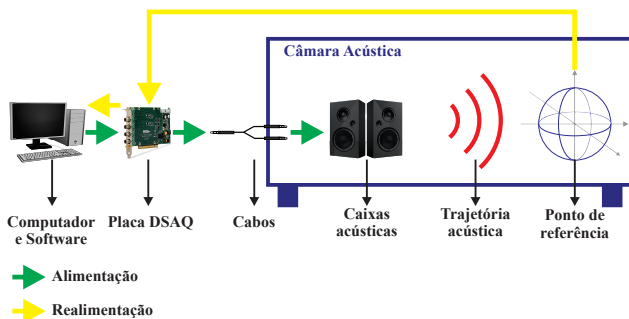 Câmara Acústica
Computador
e Software
Placa DSAQ
Cabos
Caixas
acústicas
Trajetória
acústica
Ponto de
referência
Alimentação
Realimentação